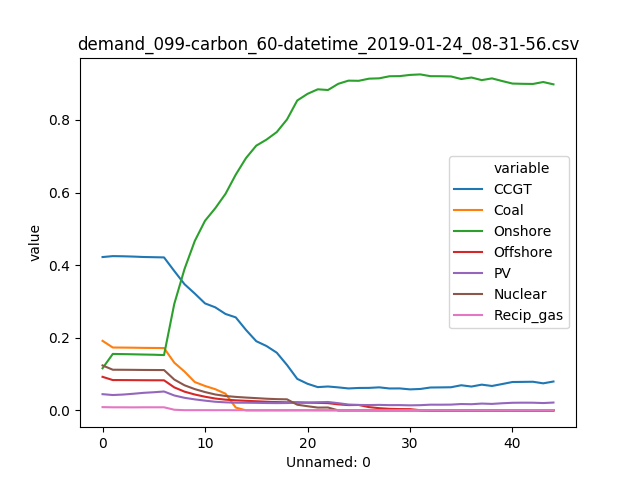 demand_099-carbon_60-datetime_2019-01-24_08-31-56.csv
value
0.8
0.6
0.4
0.2
0.0
variable
CCGT
Coal
Onshore
Offshore
PV
Nuclear
Recip_gas
0 10 20 30 40
Unnamed: 0